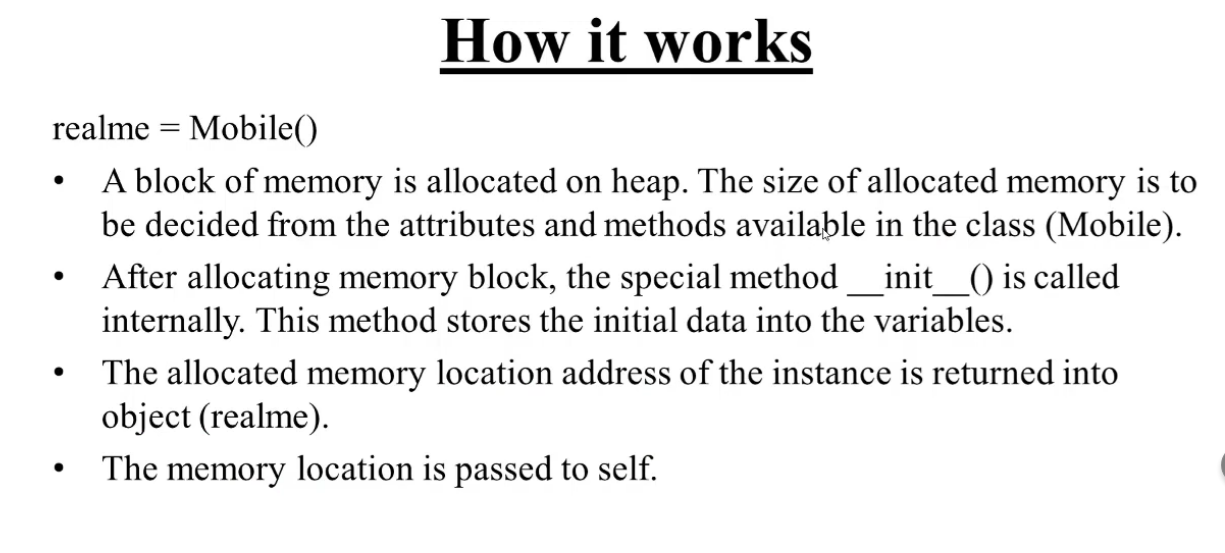 How it works
realme = Mobile()
• A block of memory is allocated on heap. The size of allocated memory is to
be decided from the attributes and methods available in the class (Mobile).
• After allocating memory block, the special method __init__() is called
internally. This method stores the initial data into the variables.
• The allocated memory location address of the instance is returned into
object (realme).
• The memory location is passed to self.